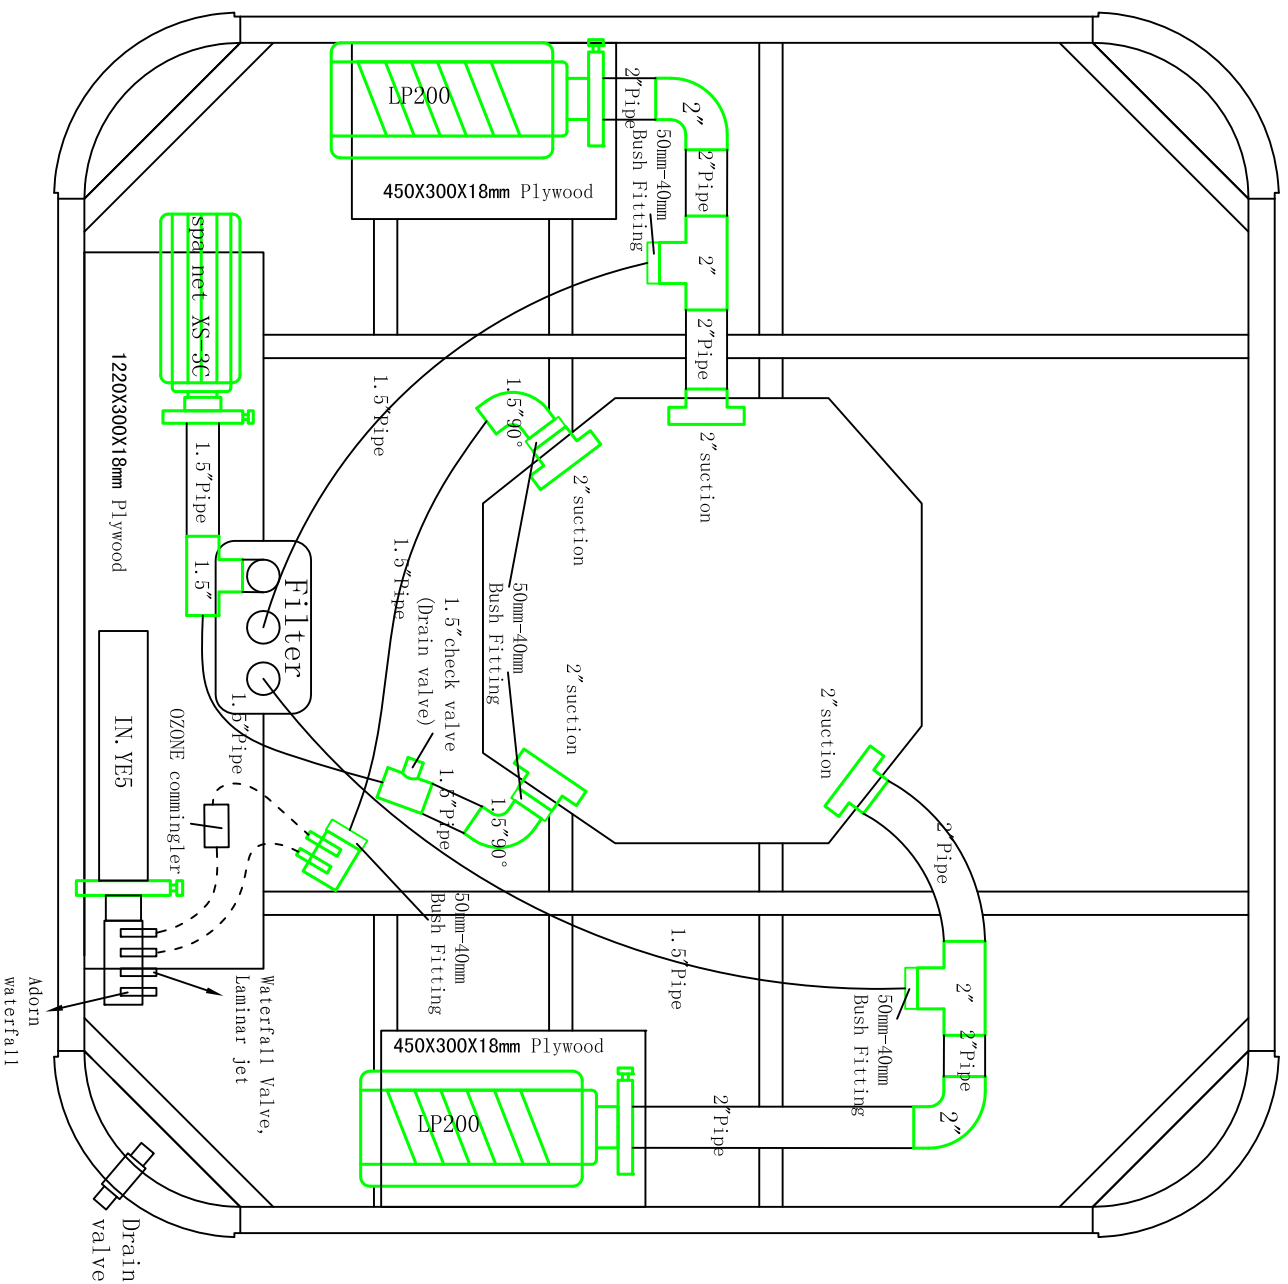 LP200
2″Pipe
2″
450X300X18mm Plywood
50mm-40mm
Bush Fitting
2″Pipe
2″
2″Pipe
2″suction
spa net XS-3C
1220X300X18mm Plywood
1.5″Pipe
1.5″Pipe
1.5″90°
2″suction
1.5″
Filter
1.5″Pipe
50mm-40mm
Bush Fitting
1.5″check valve
(Drain valve)
2″suction
2″suction
IN.YE5
OZONE commingler
1.5″Pipe
1.5″Pipe
1.5″90°
2″Pipe
50mm-40mm
Bush Fitting
1.5″Pipe
2″
50mm-40mm
Bush Fitting
2″Pipe
2″
Waterfall Valve,
Laminar jet
Adorn
waterfall
450X300X18mm Plywood
LP200
2″Pipe
Drain
valve